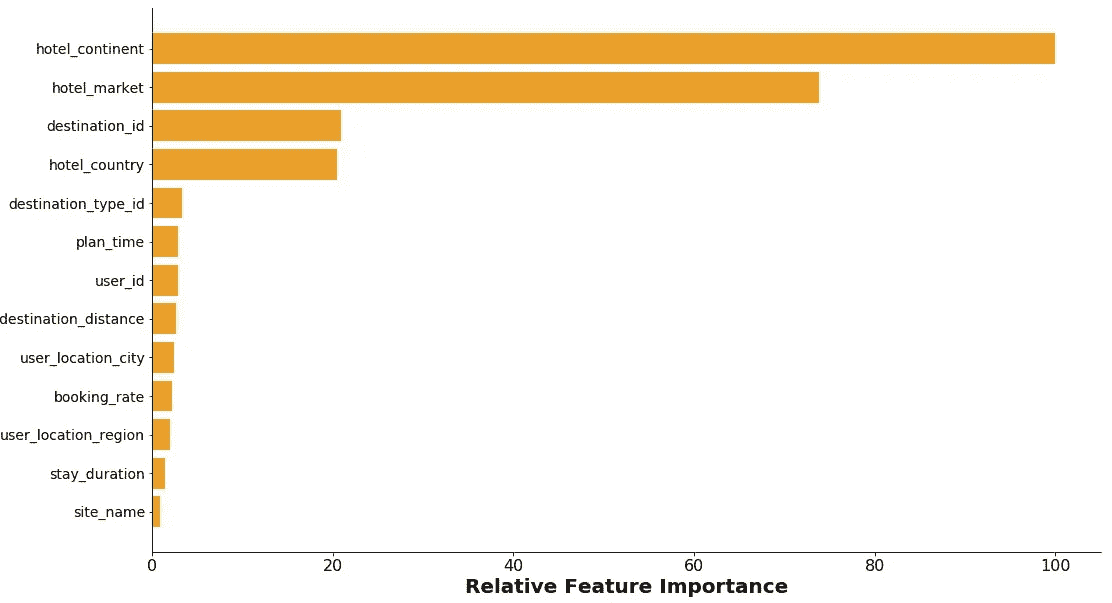 hotel_continent
hotel_market
destination_id
hotel_country
destination_type_id
plan_time
user_id
destination_distance
user_location_city
booking_rate
user_location_region
stay_duration
site_name
0 20 40 60 80 100
Relative Feature Importance